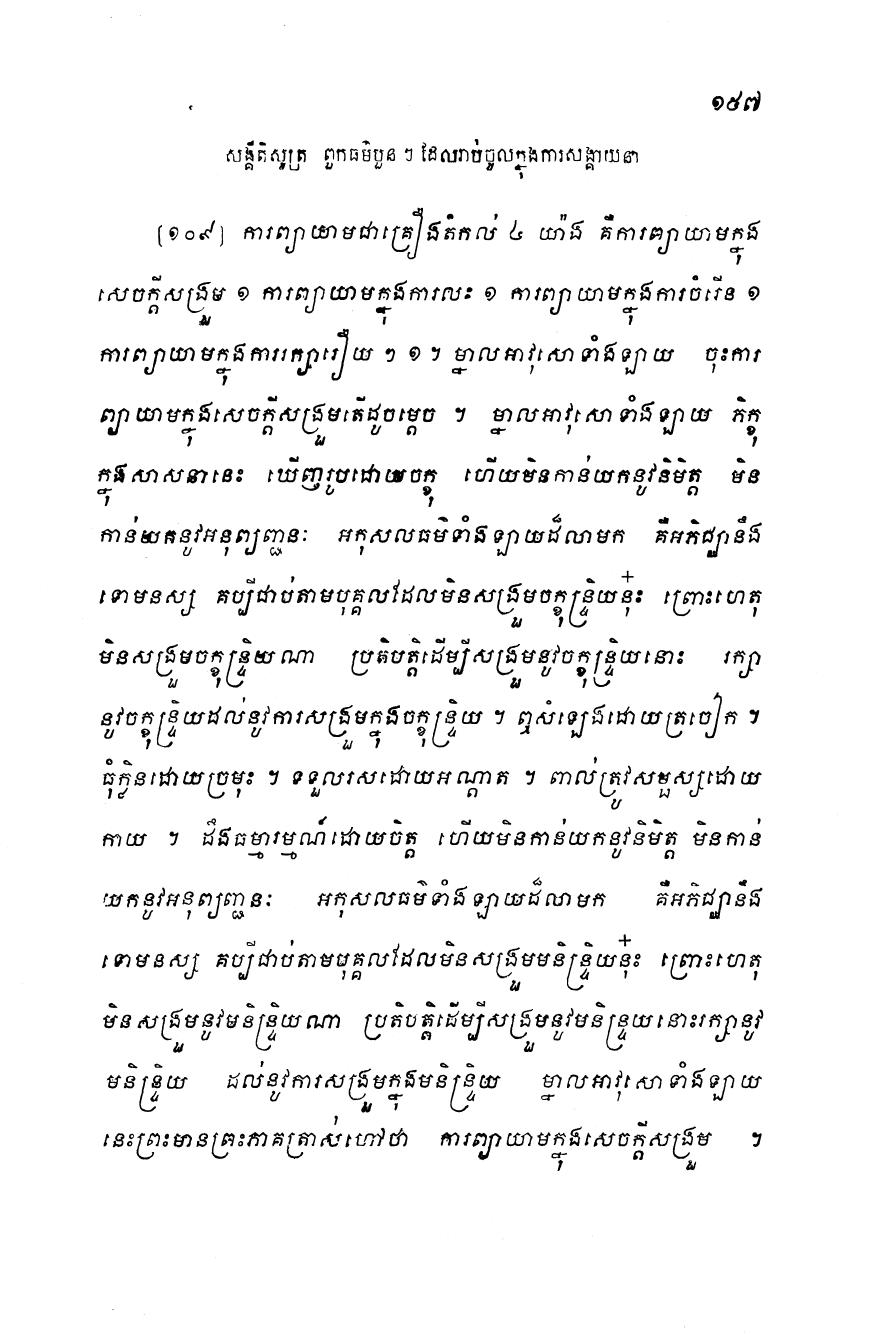 ១៥៧
សង្គីតិសូត្រ ពួកធម៌បួន ៗ ដែលរាប់ចូលក្នុងការសង្គាយនា
[១០៩] ការព្យាយាមជាគ្រឿងតំកល់ ៤ យ៉ាង គឺការព្យាយាមក្នុង
សេចក្តីសង្រួម ១ ការព្យាយាមក្នុងការលះ ១ ការព្យាយាមក្នុងការចំរើន ១
ការព្យាយាមក្នុងការរក្សារឿយ ៗ ១ ។ ម្នាលអាវុសោទាំងឡាយ ចុះការ
ព្យាយាមក្នុងសេចក្តីសង្រួមតើដូចម្តេច ។ ម្នាលអាវុសោទាំងឡាយ ភិក្ខុ
ក្នុងសាសនានេះ ឃើញរូបដោយចក្ខុ ហើយមិនកាន់យកនូវនិមិត្ត មិន
កាន់យកនូវអនុព្យញ្ជនៈ អកុសលធម៌ទាំងឡាយដ៏លាមក គឺអភិជ្ឈានឹង
ទោមនស្ស គប្បីជាប់តាមបុគ្គលដែលមិនសង្រួមចក្ខុន្ទ្រិយនុ៎ះ ព្រោះហេតុ
មិនសង្រួមចក្ខុន្ទ្រិយណា ប្រតិបត្តិដើម្បីសង្រួមនូវចក្ខុន្ទ្រិយនោះ រក្សា
នូវចក្ខុន្ទ្រិយដល់នូវការសង្រួមក្នុងចក្ខុន្ទ្រិយ ។ ឮសំឡេងដោយត្រចៀក ។
ធុំក្លិនដោយច្រមុះ ។ ទទួលរសដោយអណ្តាត ។ ពាល់ត្រូវសម្ផស្សដោយ
កាយ ។ ដឹងធម្មារម្មណ៍ដោយចិត្ត ហើយមិនកាន់យកនូវនិមិត្ត មិនកាន់
យកនូវអនុព្យញ្ជនៈ អកុសលធម៌ទាំងឡាយដ៏លាមក គឺអភិជ្ឈានឹង
ទោមនស្ស គប្បីជាប់តាមបុគ្គលដែលមិនសង្រួមមនិន្ទ្រិយនុ៎ះ ព្រោះហេតុ
មិនសង្រួមនូវមនិន្ទ្រិយណា ប្រតិបត្តិដើម្បីសង្រួមនូវមនិន្ទ្រិយនោះរក្សានូវ
មនិន្ទ្រិយ ដល់នូវការសង្រួមក្នុងមនិន្ទ្រិយ ម្នាលអាវុសោទាំងឡាយ
នេះព្រះមានព្រះភាគត្រាស់ហៅថា ការព្យាយាមក្នុងសេចក្តីសង្រួម ។